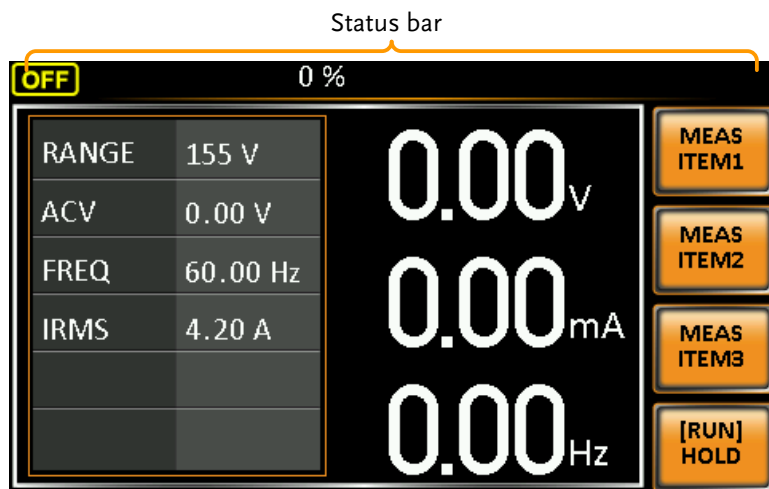 Status bar
OFF 0 %
RANGE 155 V
ACV 0.00 V
FREQ 60.00 Hz
IRMS 4.20 A
0.00V
0.00mA
0.00Hz
MEAS
ITEM1
MEAS
ITEM2
MEAS
ITEM3
[RUN]
HOLD